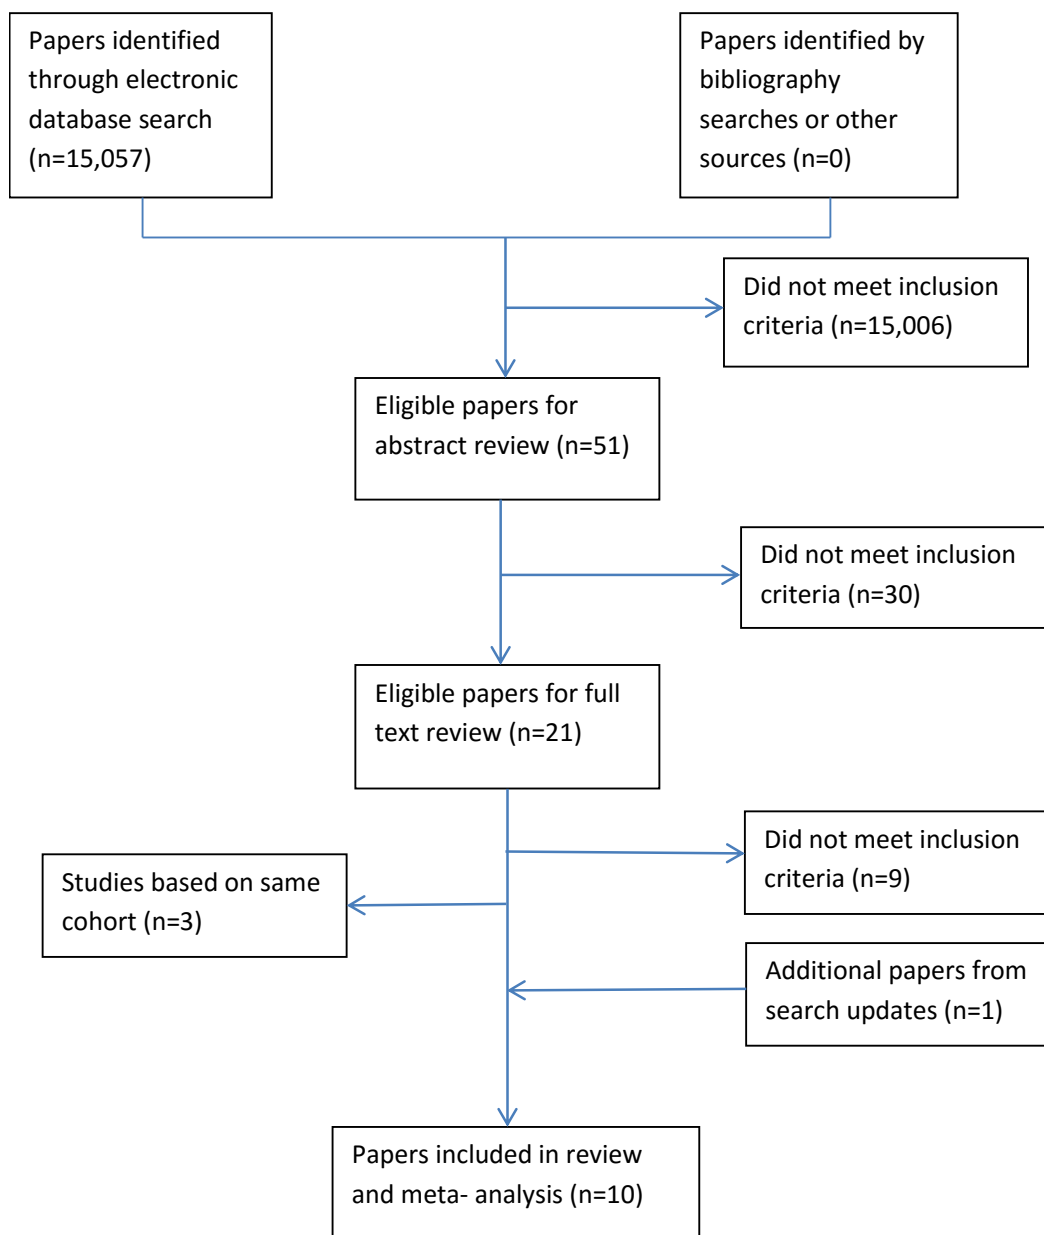 Papers identified
through electronic
database search
(n=15,057)
Papers identified by
bibliography
searches or other
sources (n=0)
Did not meet inclusion
criteria (n=15,006)
Eligible papers for
abstract review (n=51)
Did not meet inclusion
criteria (n=30)
Eligible papers for full
text review (n=21)
Did not meet inclusion
criteria (n=9)
Studies based on same
cohort (n=3)
Additional papers from
search updates (n=1)
Papers included in review
and meta- analysis (n=10)